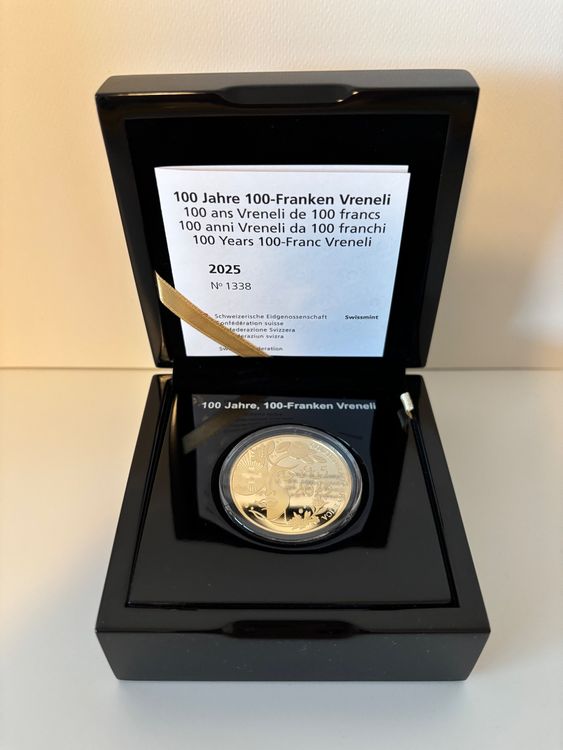 100 Jahre 100-Franken Vreneli
100 ans Vreneli de 100 francs
100 anni Vreneli da 100 franchi
100 Years 100-Franc Vreneli
2025
Nº 1338
Schweizerische Eidgenossenschaft Swissmint
Confédération suisse
Confederazione Svizzera
Confederaziun svizra
100 Jahre, 100-Franken Vreneli